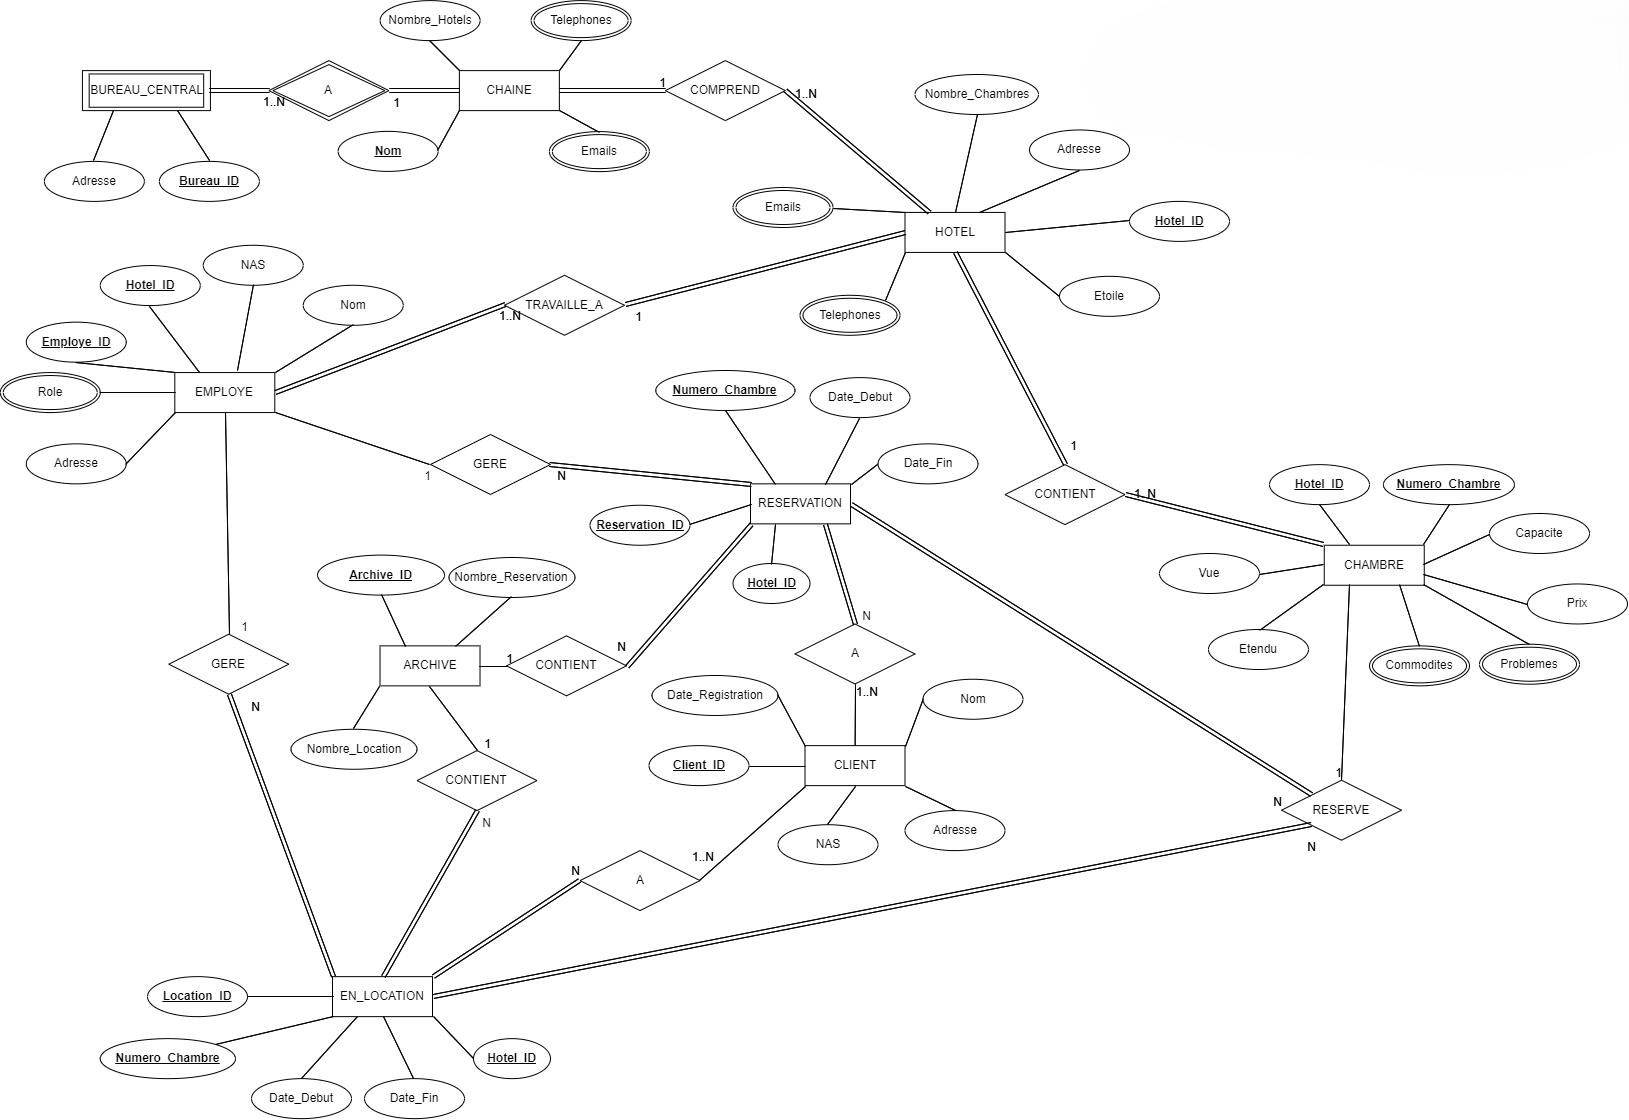 Nombre_Hotels
Telephones
BUREAU_CENTRAL
A
CHAINE
COMPREND
1..N
1
1
1..N
Nombre_Chambres
Nom
Emails
Adresse
Adresse
Bureau_ID
Emails
Hotel_ID
HOTEL
NAS
Hotel_ID
Nom
TRAVAILLE_A
Etoile
1..N
1
Telephones
Employe_ID
Role
EMPLOYE
Numero_Chambre
Date_Debut
Adresse
GERE
Date_Fin
1
1
N
CONTIENT
1..N
Hotel_ID
Numero_Chambre
RESERVATION
Reservation_ID
Capacite
CHAMBRE
Vue
Archive_ID
Nombre_Reservation
Hotel_ID
Prix
N
1
N
A
Etendu
Commodites
Problemes
GERE
ARCHIVE
1
CONTIENT
N
Date_Registration
1..N
Nom
Nombre_Location
1
CLIENT
Client_ID
CONTIENT
1
N
RESERVE
N
N
NAS
Adresse
1..N
N
A
Location_ID
EN_LOCATION
Numero_Chambre
Hotel_ID
Date_Debut
Date_Fin